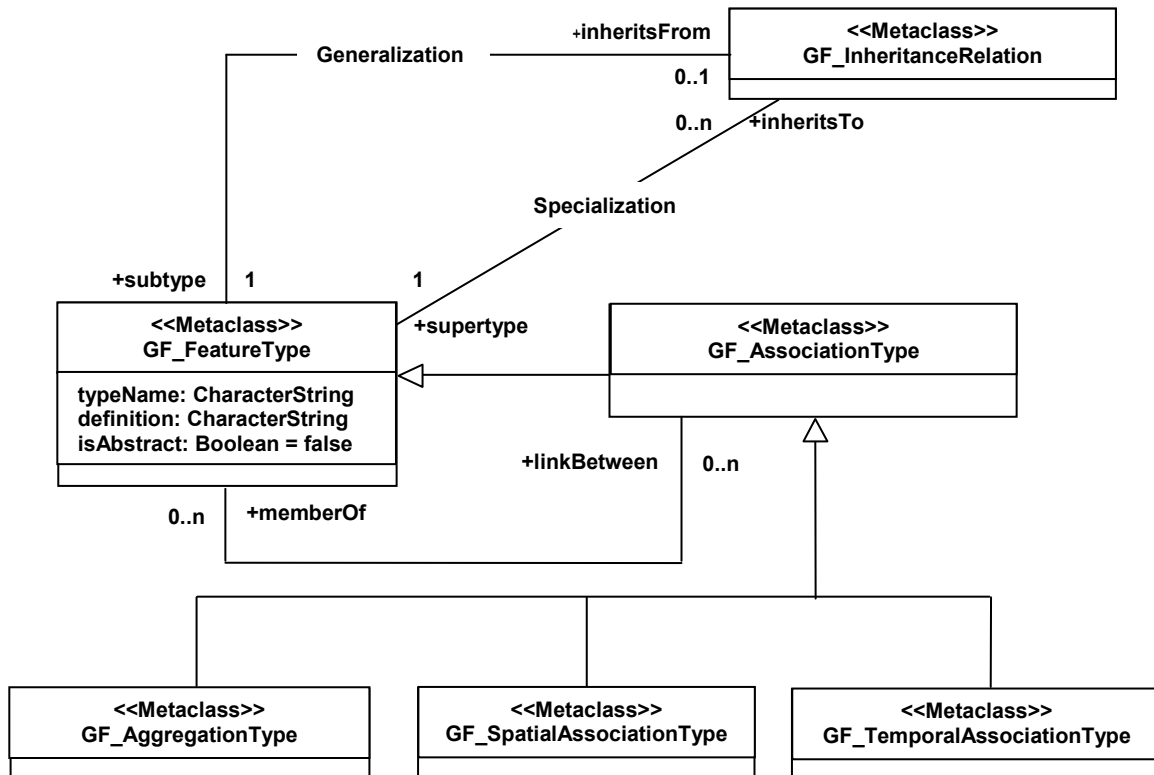 <<Metaclass>>
GF_InheritanceRelation
+inheritsFrom
Generalization
0..1
0..n
+inheritsTo
Specialization
+subtype
1
1
+supertype
<<Metaclass>>
GF_FeatureType
typeName: CharacterString
definition: CharacterString
isAbstract: Boolean = false
<<Metaclass>>
GF_AssociationType
+linkBetween
0..n
0..n
+memberOf
<<Metaclass>>
GF_AggregationType
<<Metaclass>>
GF_SpatialAssociationType
<<Metaclass>>
GF_TemporalAssociationType